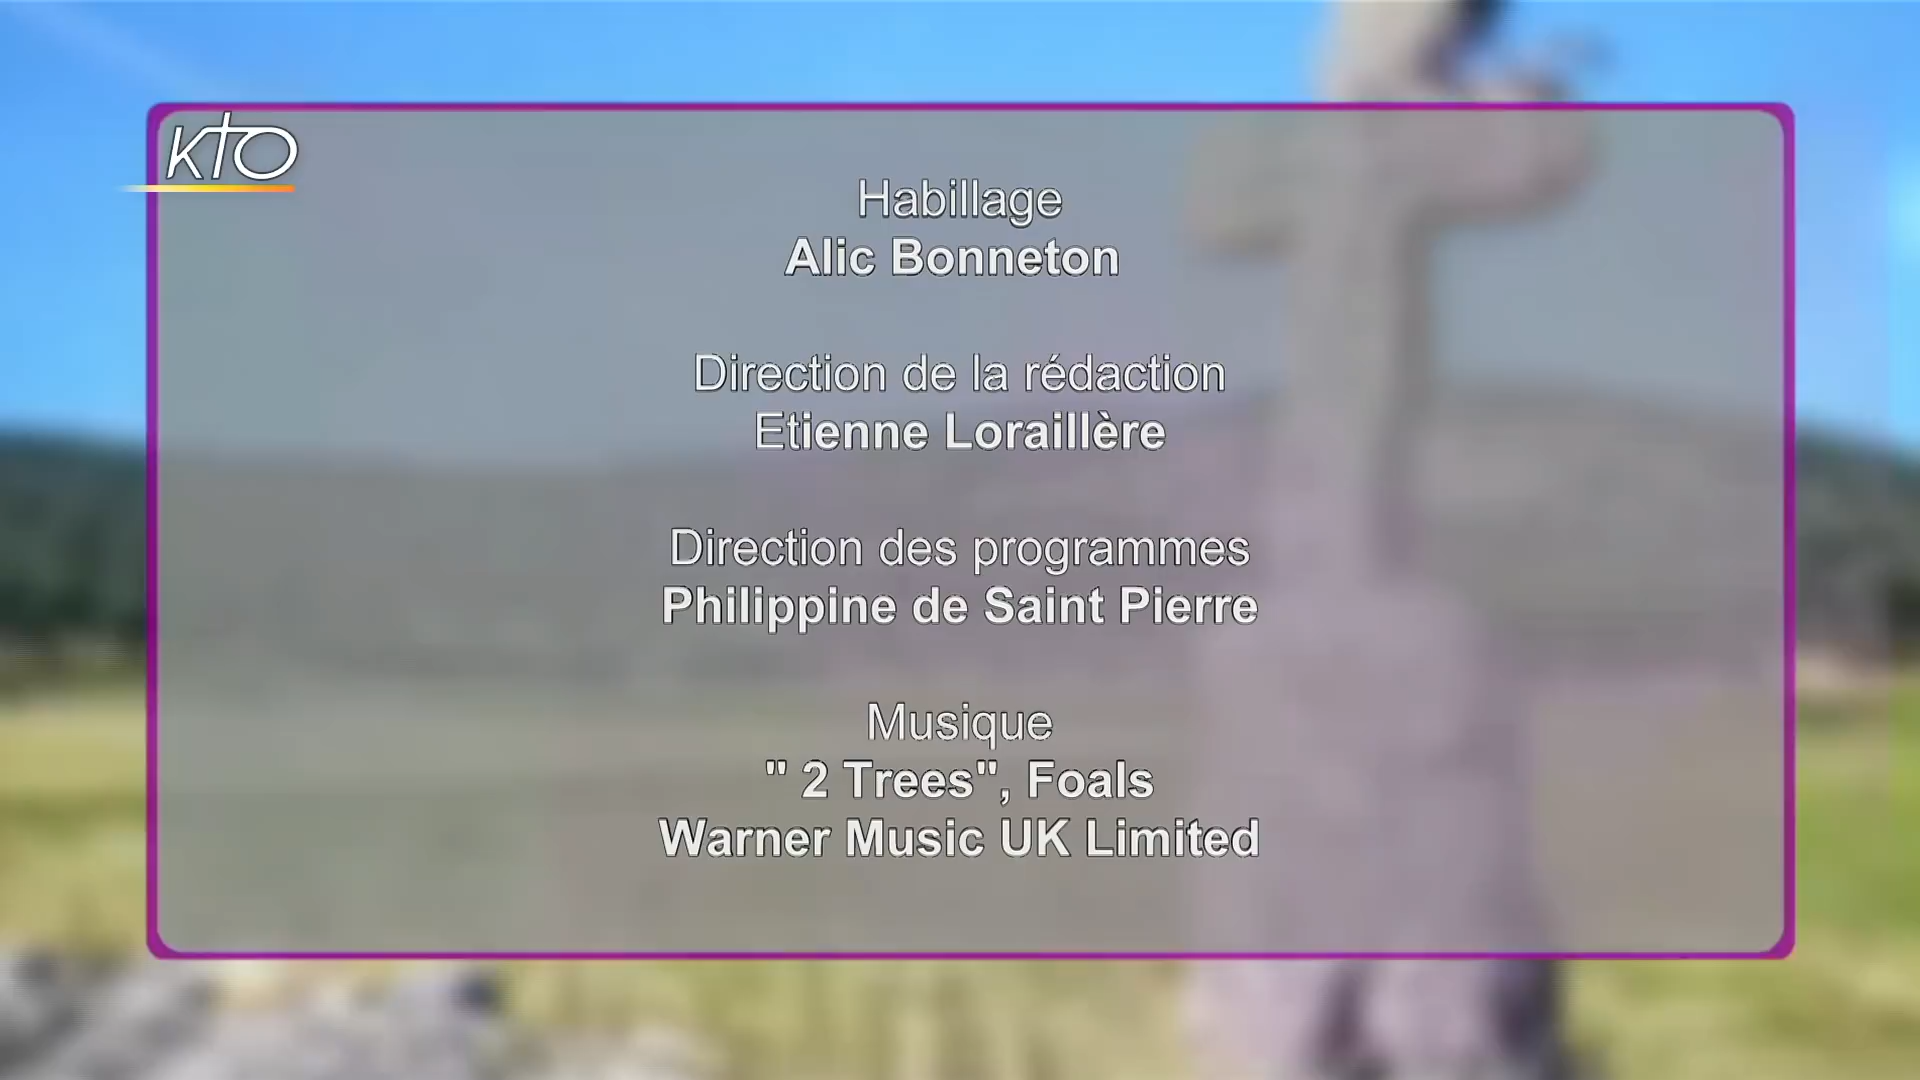 KTO
Habillage
Alic Bonneton
Direction de la rédaction
Etienne Loraillère
Direction des programmes
Philippine de Saint Pierre
Musique
" 2 Trees", Foals
Warner Music UK Limited